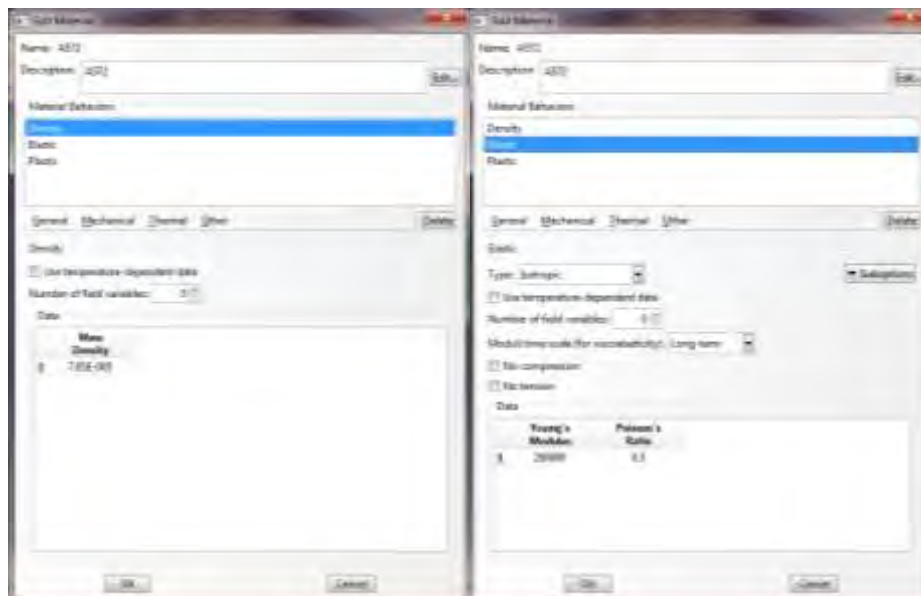 Edit Material
Name: A572
Description: A572
Edit...
Material Behaviors
Density
Elastic
Plastic
General Mechanical Thermal Other
Delete
Density
Use temperature-dependent data
Number of field variables: 0
Data
Mass
Density
1
OK
Cancel
Edit Material
Name: A572
Description: A572
Edit...
Material Behaviors
Density
Elastic
Plastic
General Mechanical Thermal Other
Delete
Elastic
Type: Isotropic
Suboptions
Use temperature-dependent data
Number of field variables: 0
Moduli time scale (for viscoelasticity): Long-term
No compression
No tension
Data
Young's Poisson's
Modulus Ratio
1 0.3
OK
Cancel